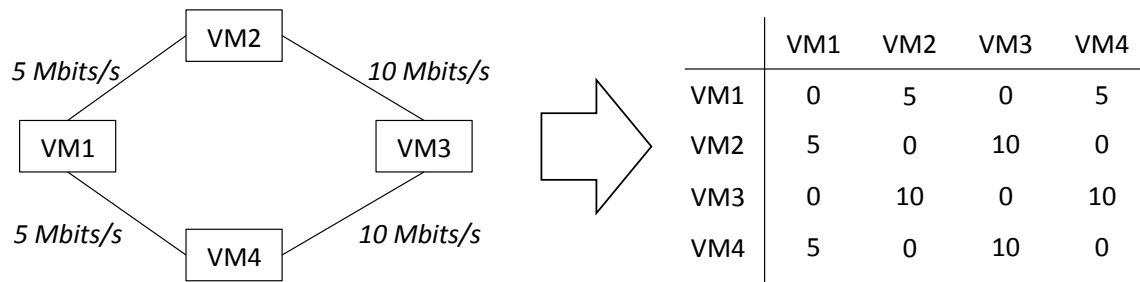 VM2
5 Mbits/s
10 Mbits/s
VM1
VM3
5 Mbits/s
10 Mbits/s
VM4
VM1 VM2 VM3 VM4
VM1 0 5 0 5
VM2 5 0 10 0
VM3 0 10 0 10
VM4 5 0 10 0